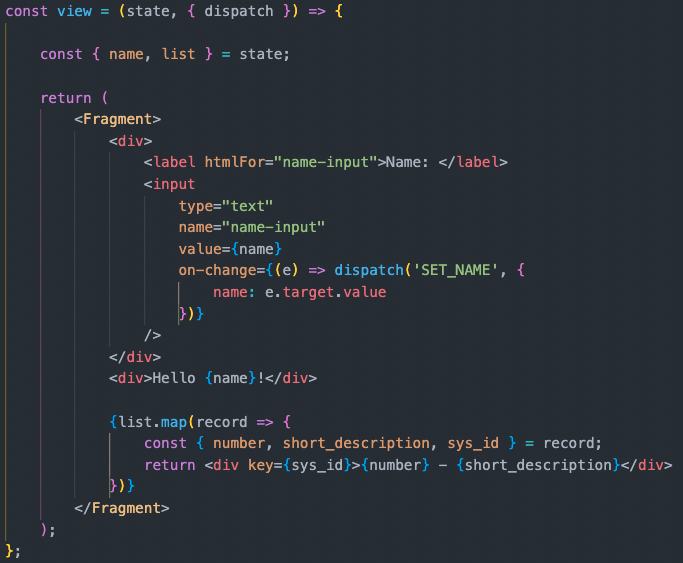 const view = (state, { dispatch }) => {
const { name, list } = state;
return (
<Fragment>
<div>
<label htmlFor="name-input">Name: </label>
<input
type="text"
name="name-input"
value={name}
on-change={(e) => dispatch('SET_NAME', {
name: e.target.value
})}
/>
</div>
<div>Hello {name}!</div>
{list.map(record => {
const { number, short_description, sys_id } = record;
return <div key={sys_id}>{number} - {short_description}</div>
})}
</Fragment>
);
};